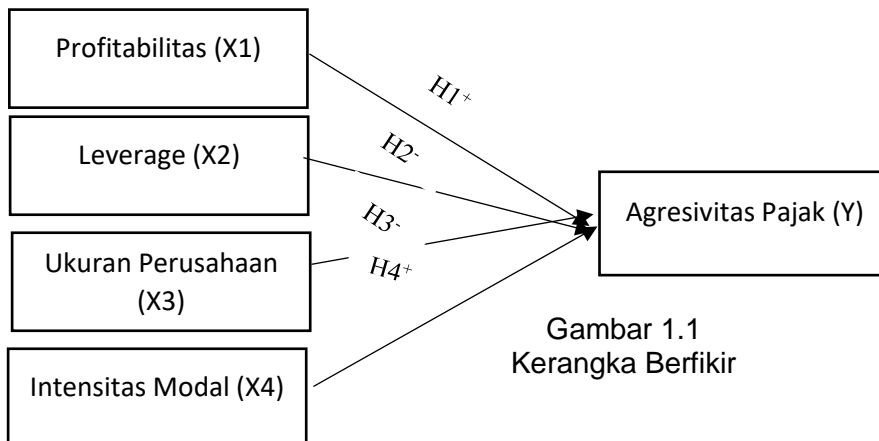 Profitabilitas (X1)
H1⁺
Leverage (X2)
H2⁻
Agresivitas Pajak (Y)
H3⁻
Ukuran Perusahaan
(X3)
H4⁺
Gambar 1.1
Kerangka Berfikir
Intensitas Modal (X4)